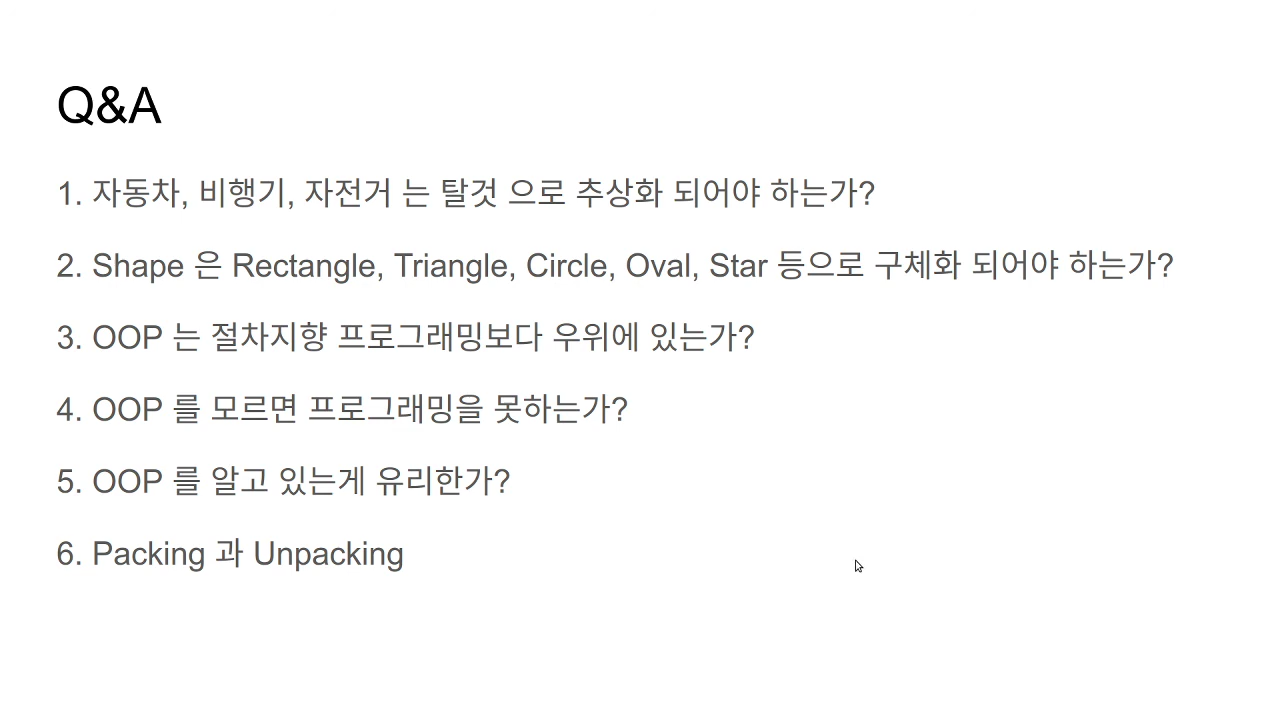 Q&A
1. 자동차, 비행기, 자전거 는 탈것 으로 추상화 되어야 하는가?
2. Shape 은 Rectangle, Triangle, Circle, Oval, Star 등으로 구체화 되어야 하는가?
3. OOP 는 절차지향 프로그래밍보다 우위에 있는가?
4. OOP 를 모르면 프로그래밍을 못하는가?
5. OOP 를 알고 있는게 유리한가?
6. Packing 과 Unpacking